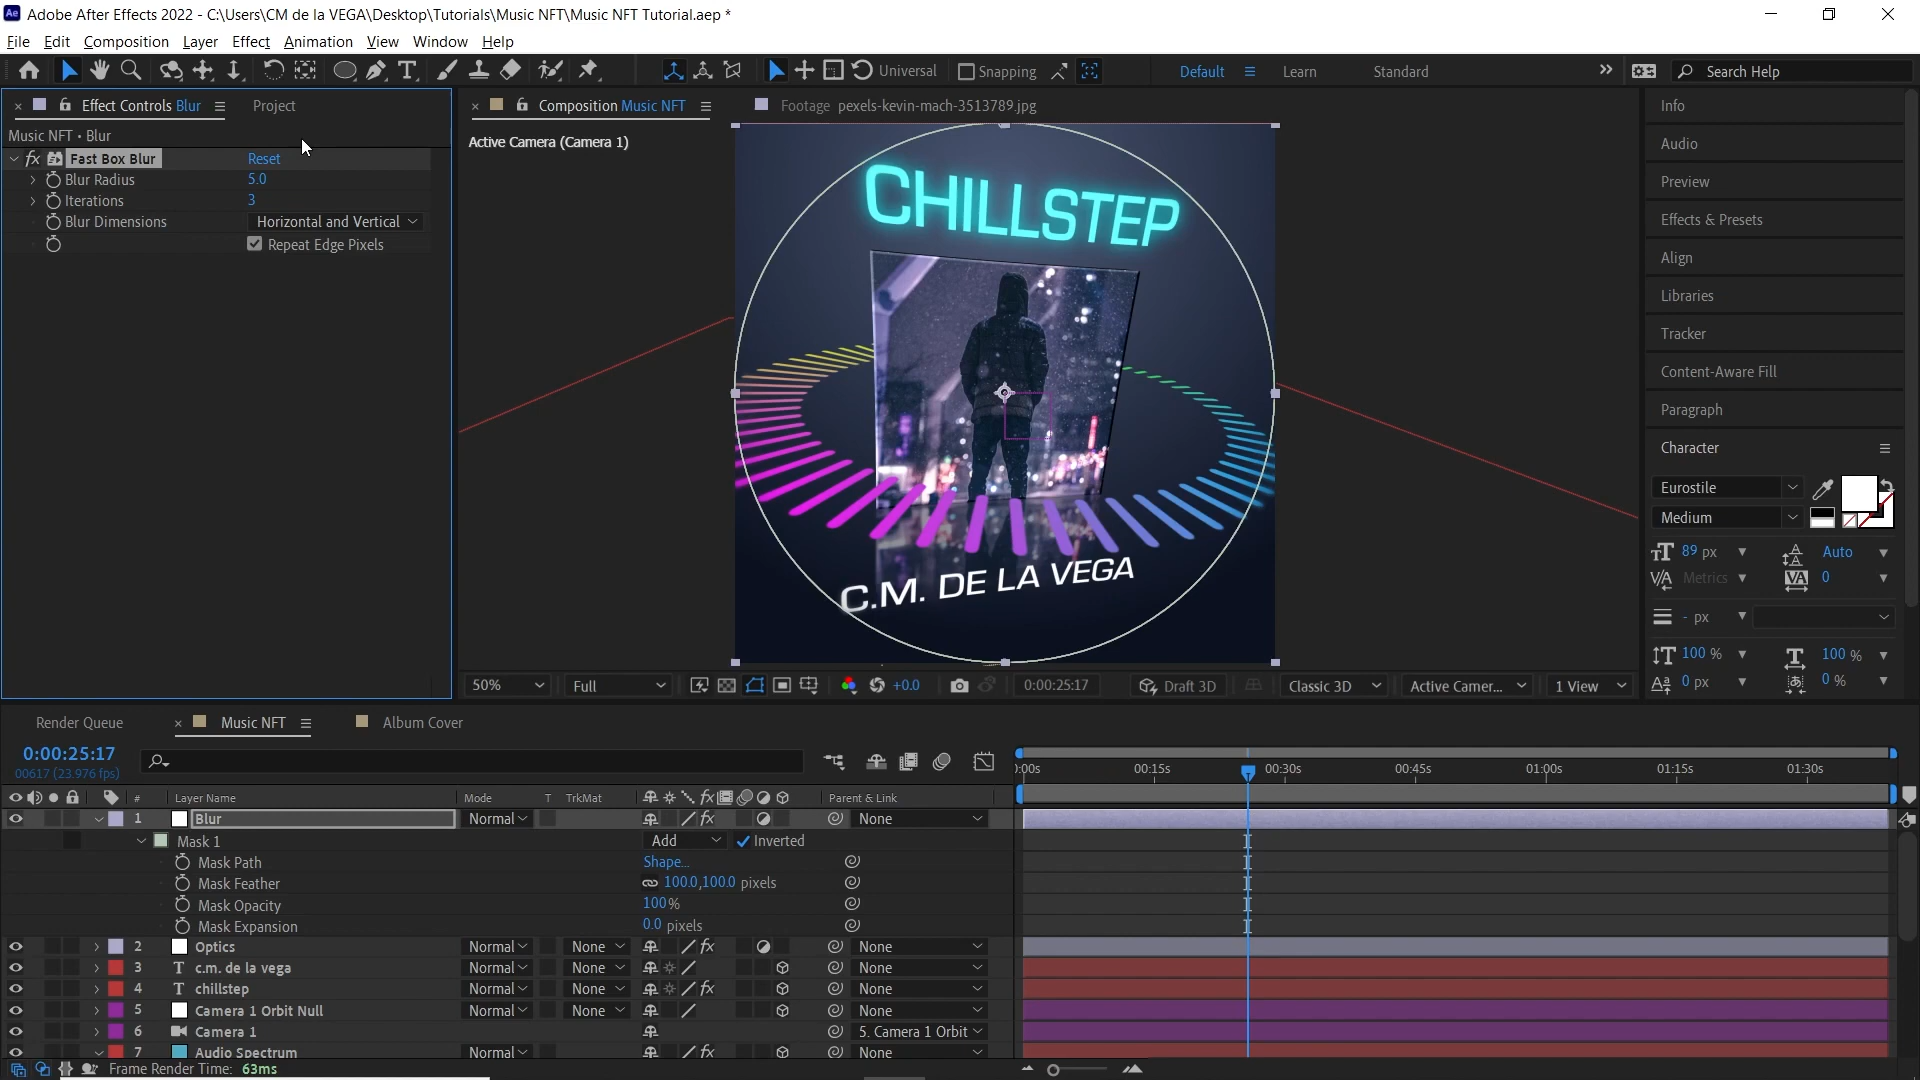 Adobe After Effects 2022 - C:\Users\CM de la VEGA\Desktop\Tutorials\Music NFT\Music NFT Tutorial.aep *
File Edit Composition Layer Effect Animation View Window Help
Universal Snapping Default Learn Standard Search Help
Effect Controls Blur Project
Composition Music NFT Footage pexels-kevin-mach-3513789.jpg
Music NFT • Blur
fx Fast Box Blur Reset
Blur Radius 5.0
Iterations 3
Blur Dimensions Horizontal and Vertical
Repeat Edge Pixels
Active Camera (Camera 1)
CHILLSTEP
C.M. DE LA VEGA
50% Full +0.0 0:00:25:17 Draft 3D Classic 3D Active Camer... 1 View
Info
Audio
Preview
Effects & Presets
Align
Libraries
Tracker
Content-Aware Fill
Paragraph
Character
Eurostile
Medium
89 px Auto
Metrics 0
- px
100 % 100 %
0 px 0 %
Render Queue Music NFT Album Cover
0:00:25:17
00617 (23.976 fps)
):00s 00:15s 00:30s 00:45s 01:00s 01:15s 01:30s
# Layer Name Mode T TrkMat Parent & Link
1 Blur Normal None
Mask 1 Add Inverted
Mask Path Shape...
Mask Feather 100.0,100.0 pixels
Mask Opacity 100%
Mask Expansion 0.0 pixels
2 Optics Normal None None
3 T c.m. de la vega Normal None None
4 T chillstep Normal None None
5 Camera 1 Orbit Null Normal None None
6 Camera 1 5. Camera 1 Orbit
7 Audio Spectrum Normal None
Frame Render Time: 63ms